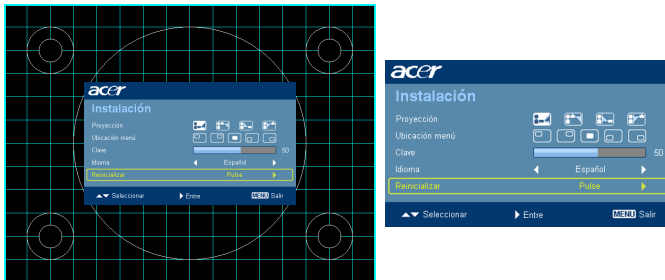 acer
Instalación
Proyección
Ubicación menú
Clave 50
Idioma Español
Reinicializar Pulse
Seleccionar Entre MENU Salir
acer
Instalación
Proyección
Ubicación menú
Clave 50
Idioma Español
Reinicializar Pulse
Seleccionar Entre MENU Salir